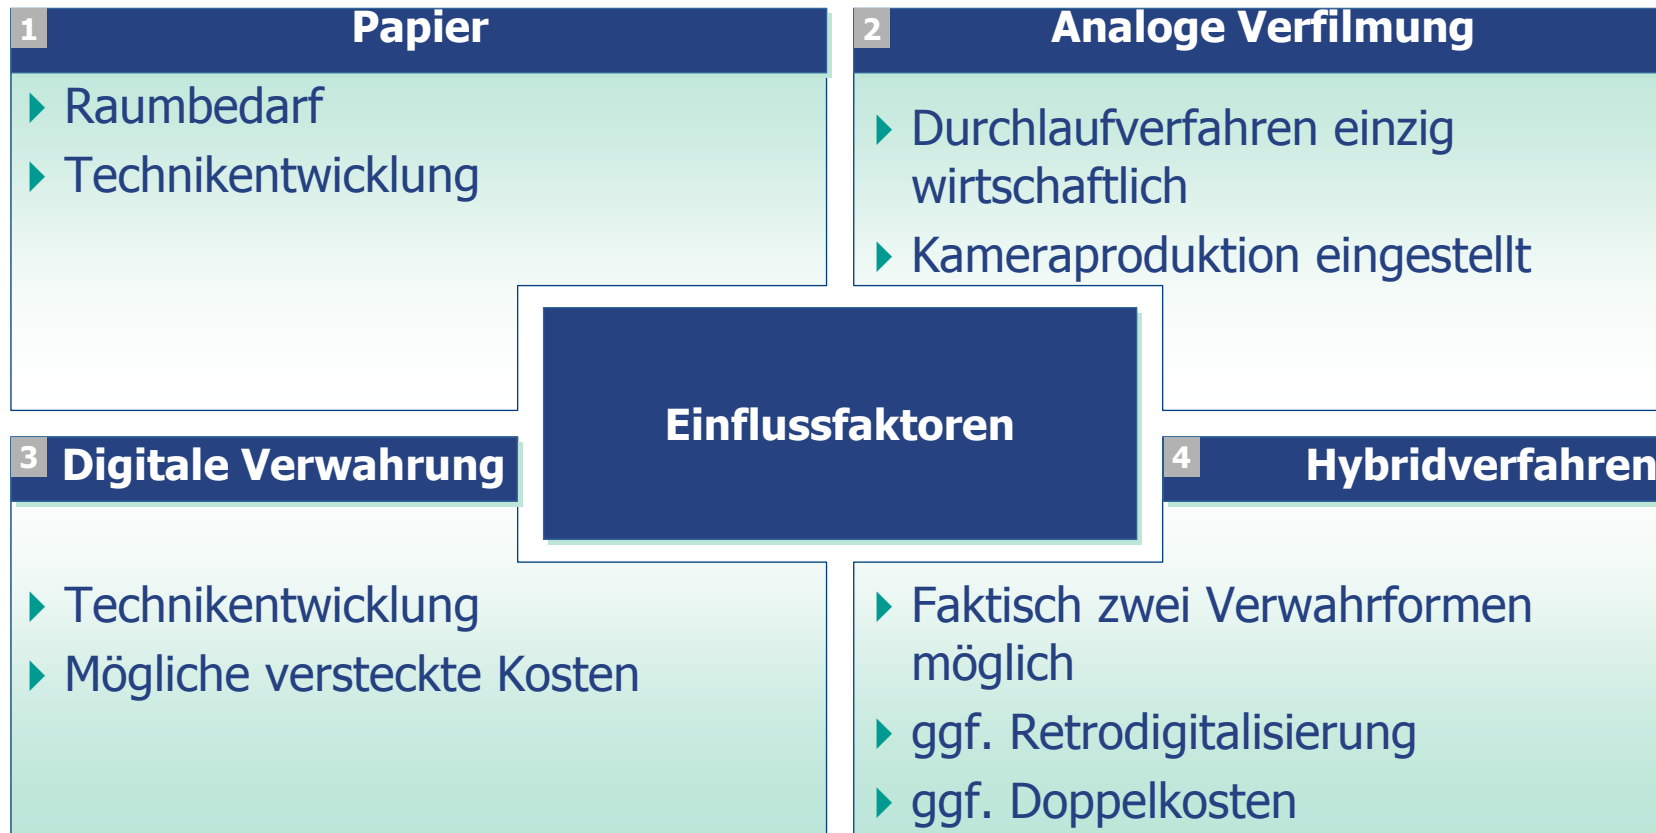 1
Papier
Raumbedarf
Technikentwicklung
2
Analoge Verfilmung
Durchlaufverfahren einzig
wirtschaftlich
Kameraproduktion eingestellt
Einflussfaktoren
3
Digitale Verwahrung
Technikentwicklung
Mögliche versteckte Kosten
4
Hybridverfahren
Faktisch zwei Verwahrformen
möglich
ggf. Retrodigitalisierung
ggf. Doppelkosten